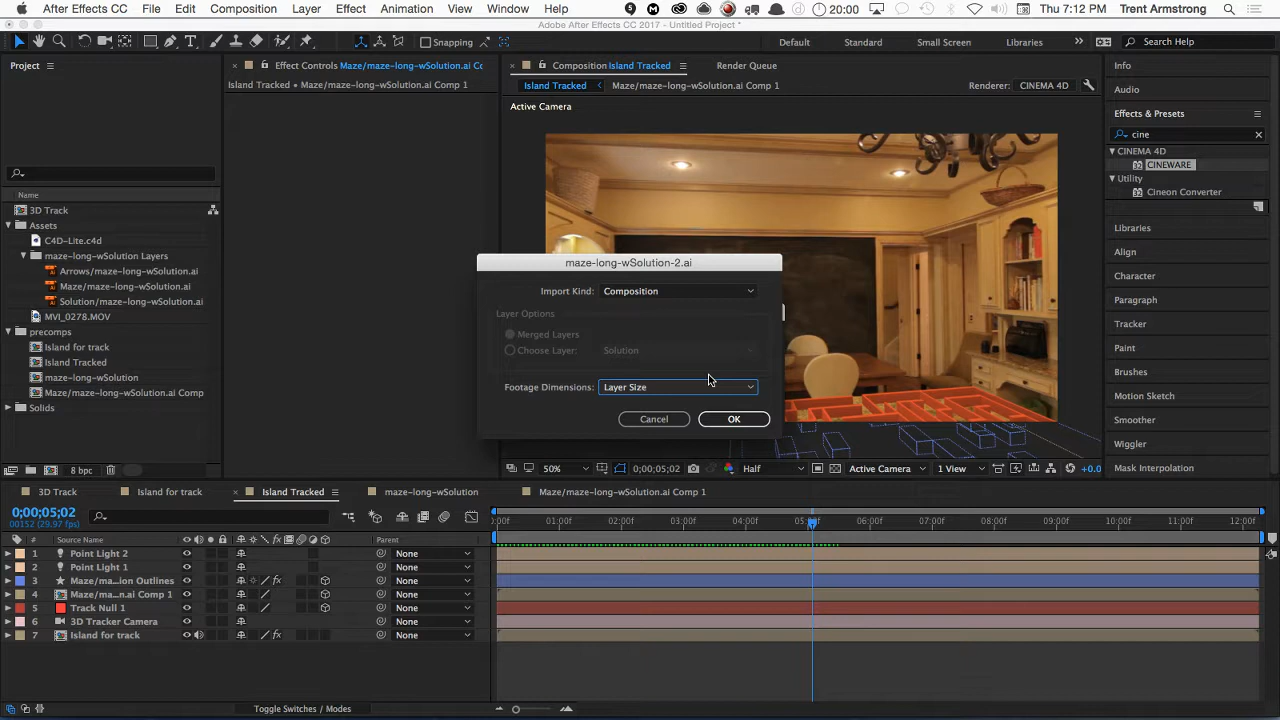 After Effects CC File Edit Composition Layer Effect Animation View Window Help 20:00 Thu 7:12 PM Trent Armstrong
Adobe After Effects CC 2017 - Untitled Project *
Snapping Default Standard Small Screen Libraries Search Help
Project
Effect Controls Maze/maze-long-wSolution.ai Co
Composition Island Tracked
Render Queue
Info
Island Tracked • Maze/maze-long-wSolution.ai Comp 1
Island Tracked
Maze/maze-long-wSolution.ai Comp 1
Renderer: CINEMA 4D
Audio
Active Camera
Effects & Presets
cine
CINEMA 4D
CINEWARE
Utility
Cineon Converter
Name
3D Track
Assets
C4D-Lite.c4d
maze-long-wSolution Layers
Arrows/maze-long-wSolution.ai
Maze/maze-long-wSolution.ai
Solution/maze-long-wSolution.ai
MVI_0278.MOV
precomps
Island for track
Island Tracked
maze-long-wSolution
Maze/maze-long-wSolution.ai Comp
Solids
8 bpc
maze-long-wSolution-2.ai
Import Kind: Composition
Layer Options
Merged Layers
Choose Layer: Solution
Footage Dimensions: Layer Size
Cancel OK
Libraries
Align
Character
Paragraph
Tracker
Paint
Brushes
Motion Sketch
Smoother
Wiggler
Mask Interpolation
50% 0;00;05;02 Half Active Camera 1 View +0.0
3D Track
Island for track
Island Tracked
maze-long-wSolution
Maze/maze-long-wSolution.ai Comp 1
0;00;05;02
00152 (29.97 fps)
:00f 01:00f 02:00f 03:00f 04:00f 05:00f 06:00f 07:00f 08:00f 09:00f 10:00f 11:00f 12:00f
# Source Name Parent
1 Point Light 2 None
2 Point Light 1 None
3 Maze/ma...ion Outlines None
4 Maze/ma...n.ai Comp 1 None
5 Track Null 1 None
6 3D Tracker Camera None
7 Island for track None
Toggle Switches / Modes